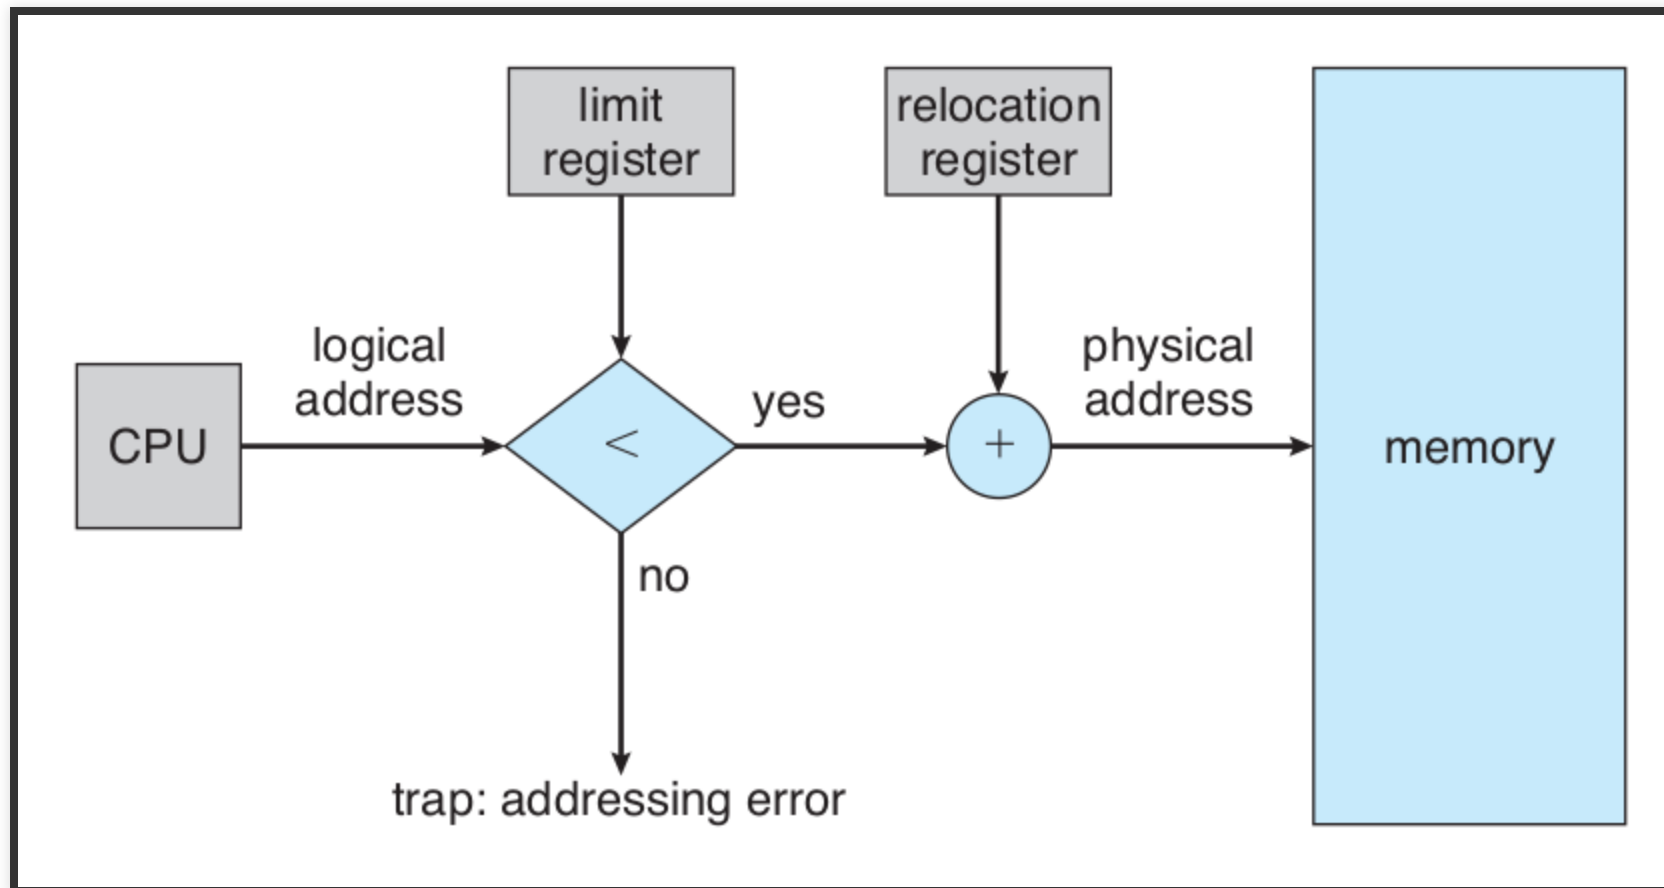 limit
register
relocation
register
logical
address
yes
physical
address
CPU
<
+
memory
no
trap: addressing error